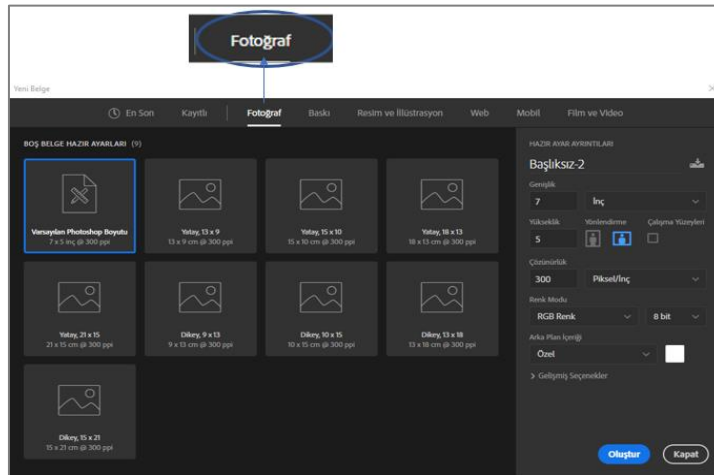 Fotoğraf
Yeni Belge
En Son Kayıtlı Fotoğraf Baskı Resim ve İllüstrasyon Web Mobil Film ve Video
BOŞ BELGE HAZIR AYARLARI (9)
Varsayılan Photoshop Boyutu
7 x 5 inç @ 300 ppi
Yatay, 13 x 9
13 x 9 cm @ 300 ppi
Yatay, 15 x 10
15 x 10 cm @ 300 ppi
Yatay, 18 x 13
18 x 13 cm @ 300 ppi
Yatay, 21 x 15
21 x 15 cm @ 300 ppi
Dikey, 9 x 13
9 x 13 cm @ 300 ppi
Dikey, 10 x 15
10 x 15 cm @ 300 ppi
Dikey, 13 x 18
13 x 18 cm @ 300 ppi
Dikey, 15 x 21
15 x 21 cm @ 300 ppi
HAZIR AYAR AYRINTILARI
Başlıksız-2
Genişlik
7 İnç
Yükseklik Yönlendirme Çalışma Yüzeyleri
5
Çözünürlük
300 Piksel/İnç
Renk Modu
RGB Renk 8 bit
Arka Plan İçeriği
Özel
> Gelişmiş Seçenekler
Oluştur Kapat